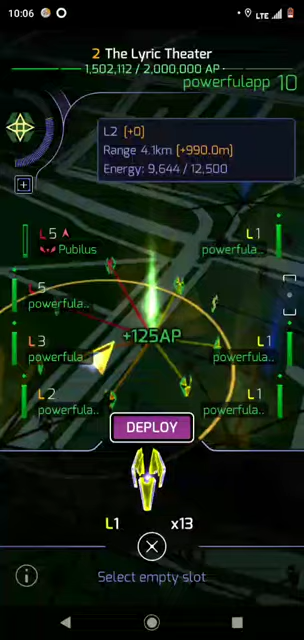 10:06
LTE
2 The Lyric Theater
1,502,112 / 2,000,000 AP
powerfulapp 10
L2 (+0)
Range 4.1km (+990.0m)
Energy: 9,644 / 12,500
L5
Pubilus
L1
powerfula..
L5
powerfula..
+125AP
L3
powerfula..
L1
powerfula..
L2
powerfula..
L1
powerfula..
DEPLOY
L1
x13
Select empty slot